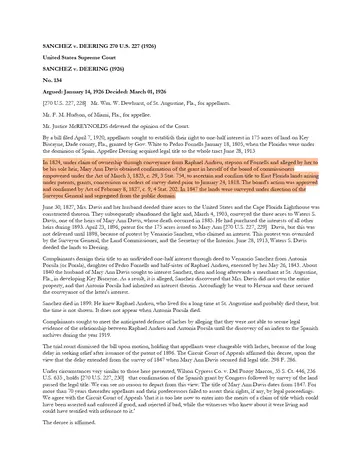 SANCHEZ v. DEERING 270 U.S. 227 (1926)
United States Supreme Court
SANCHEZ v. DEERING (1926)
No. 134
Argued: January 14, 1926 Decided: March 01, 1926
[270 U.S. 227, 228] Mr. Wm. W. Dewhurst, of St. Augustine, Fla., for appellants.
Mr. P. M. Hudson, of Miami, Fla., for appellee.
Mr. Justice McREYNOLDS delivered the opinion of the Court.
By a bill filed April 7, 1920, appellants sought to establish their right to one-half interest in 175 acres of land on Key
Biscayne, Dade county, Fla., granted by Gov. White to Pedro Fornells January 18, 1805, when the Floridas were under
the dominion of Spain. Appellee Deering acquired legal title to the whole tract June 28, 1913
In 1824, under claim of ownership through conveyance from Raphael Andreu, stepson of Fornells and alleged by her to
be his sole heir, Mary Ann Davis obtained confirmation of the grant in herself of the board of commissioners
empowered under the Act of March 3, 1823, c. 29, 3 Stat. 754, to ascertain and confirm title to East Florida lands arising
under patents, grants, concessions or orders of survey dated prior to January 24, 1818. The board's action was approved
and confirmed by Act of February 8, 1827, c. 9, 4 Stat. 202. In 1847 the lands were surveyed under direction of the
Surveyor General and segregated from the public domain.
June 30, 1827, Mrs. Davis and her husband deeded three acres to the United States and the Cape Florida Lighthouse was
constructed thereon. They subsequently abandoned the light, and March 4, 1903, conveyed the three acres to Waters S.
Davis, one of the heirs of Mary Ann Davis, whose death occurred in 1885. He had purchased the interests of all other
heirs during 1893. April 23, 1898, patent for the 175 acres issued to Mary Ann [270 U.S. 227, 229] Davis, but this was
not delivered until 1898, because of protest by Venancio Sanchez, who claimed an interest. This protest was overruled
by the Surveyor General, the Land Commissioner, and the Secretary of the Interior. June 28, 1913, Waters S. Davis
deeded the lands to Deering.
Complainants deraign their title to an undivided one-half interest through deed to Venancio Sanchez from Antonia
Pocula (or Porala), daughter of Pedro Fornells and half-sister of Raphael Andreu, executed by her May 26, 1843. About
1840 the husband of Mary Ann Davis sought to interest Sanchez, then and long afterwards a merchant at St. Augustine,
Fla., in developing Key Biscayne. As a result, it is alleged, Sanchez discovered that Mrs. Davis did not own the entire
property, and that Antonia Pocula had inherited an interest therein. Accordingly he went to Havana and there secured
the conveyance of the latter's interest.
Sanchez died in 1899. He knew Raphael Andreu, who lived for a long time at St. Augustine and probably died there, but
the time is not shown. It does not appear when Antonia Pocula died.
Complainants sought to meet the anticipated defense of laches by alleging that they were not able to secure legal
evidence of the relationship between Raphael Andreu and Antonia Pocula until the discovery of an index to the Spanish
archives during the year 1919.
The trial court dismissed the bill upon motion, holding that appellants were chargeable with laches, because of the long
delay in seeking relief after issuance of the patent of 1898. The Circuit Court of Appeals affirmed this decree, upon the
view that the delay extended from the survey of 1847 when Mary Ann Davis secured full legal title. 298 F. 286.
Under circumstances very similar to those here presented, Wilson Cypress Co. v. Del Pozo y Marcos, 35 S. Ct. 446, 236
U.S. 635, , holds [270 U.S. 227, 230] that confirmation of the Spanish grant by Congress followed by survey of the land
passed the legal title. We can see no reason to depart from this view. The title of Mary Ann Davis dates from 1847. For
more than 70 years thereafter appellants and their predecessors failed to assert their rights, if any, by legal proceedings.
We agree with the Circuit Court of Appeals 'that it is too late now to enter into the merits of a claim of title which could
have been asserted and enforced if good, and rejected if bad, while the witnesses who knew about it were living and
could have testified with reference to it.'
The decree is affirmed.